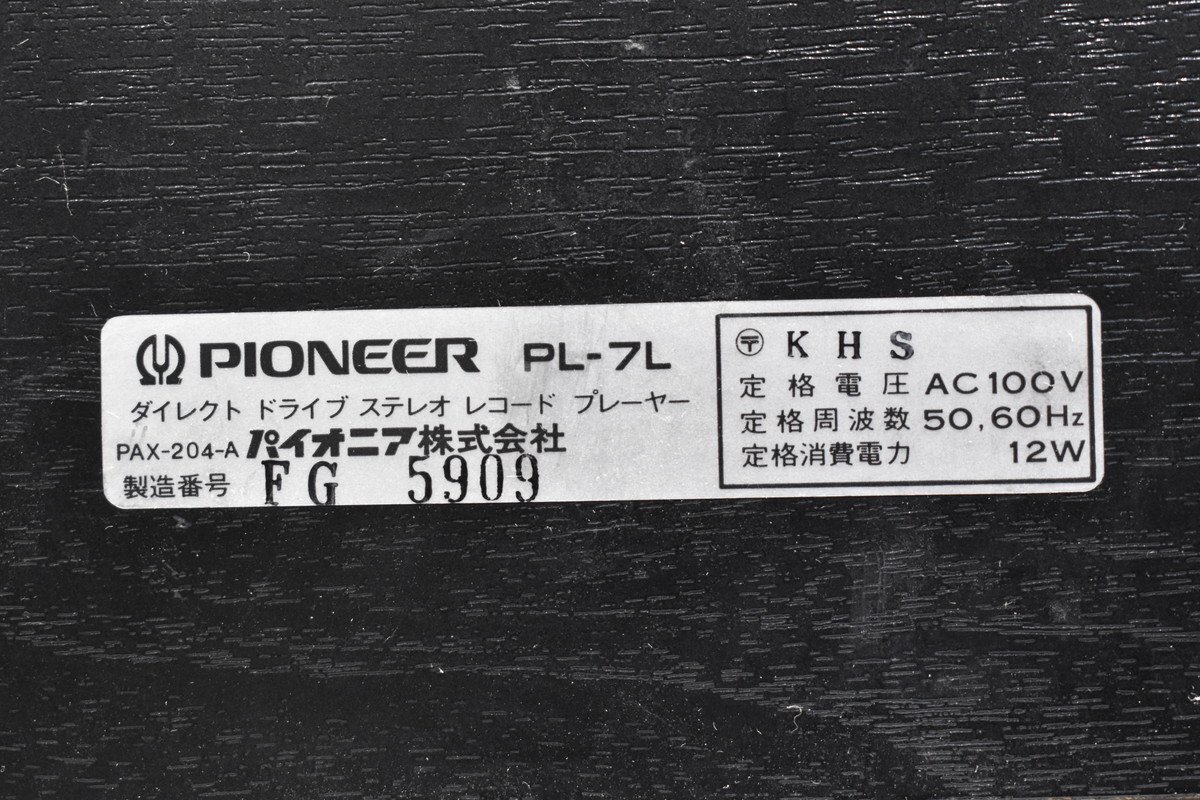 PIONEER PL-7L
ダイレクト ドライブ ステレオ レコード プレーヤー
PAX-204-A パイオニア株式会社
製造番号 FG 5909
〶 K H S
定格電圧 AC100V
定格周波数 50,60Hz
定格消費電力 12W